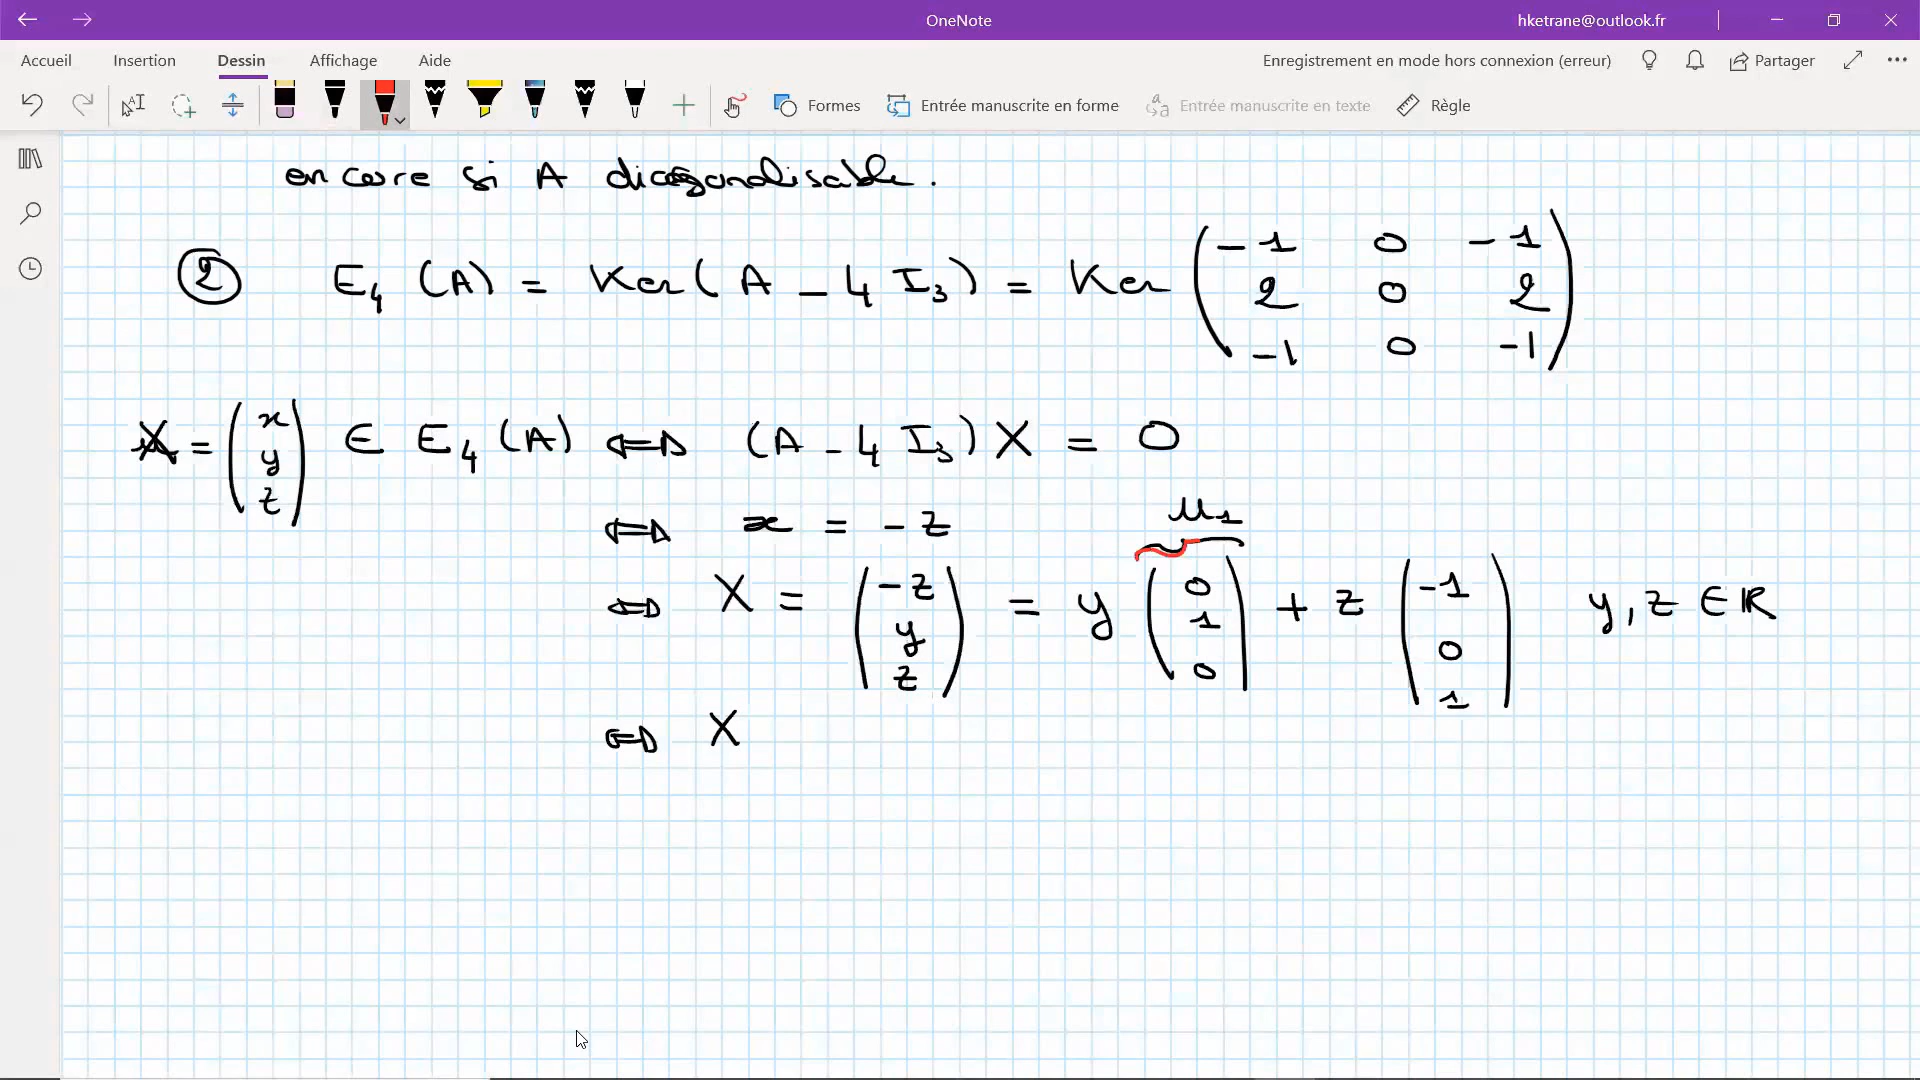 OneNote
hketrane@outlook.fr
Accueil Insertion Dessin Affichage Aide
Enregistrement en mode hors connexion (erreur) Partager
Formes Entrée manuscrite en forme Entrée manuscrite en texte Règle
encore si A diagonalisable.
② E₄ (A) = Ker( A - 4 I₃ ) = Ker ( -1 0 -1 ; 2 0 2 ; -1 0 -1 )
X = ( x ; y ; z ) ∈ E₄ (A) ⇔ (A - 4 I₃) X = 0
⇔ x = - z
u₁
⇔ X = ( -z ; y ; z ) = y ( 0 ; 1 ; 0 ) + z ( -1 ; 0 ; 1 ) y, z ∈ ℝ
⇔ X